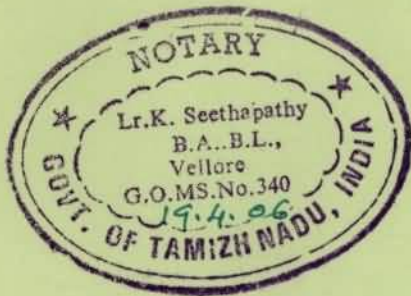 NOTARY
Lr.K. Seethapathy
B.A..B.L.,
Vellore
G.O.MS.No.340
19.4.06
GOVT. OF TAMIZH NADU, INDIA